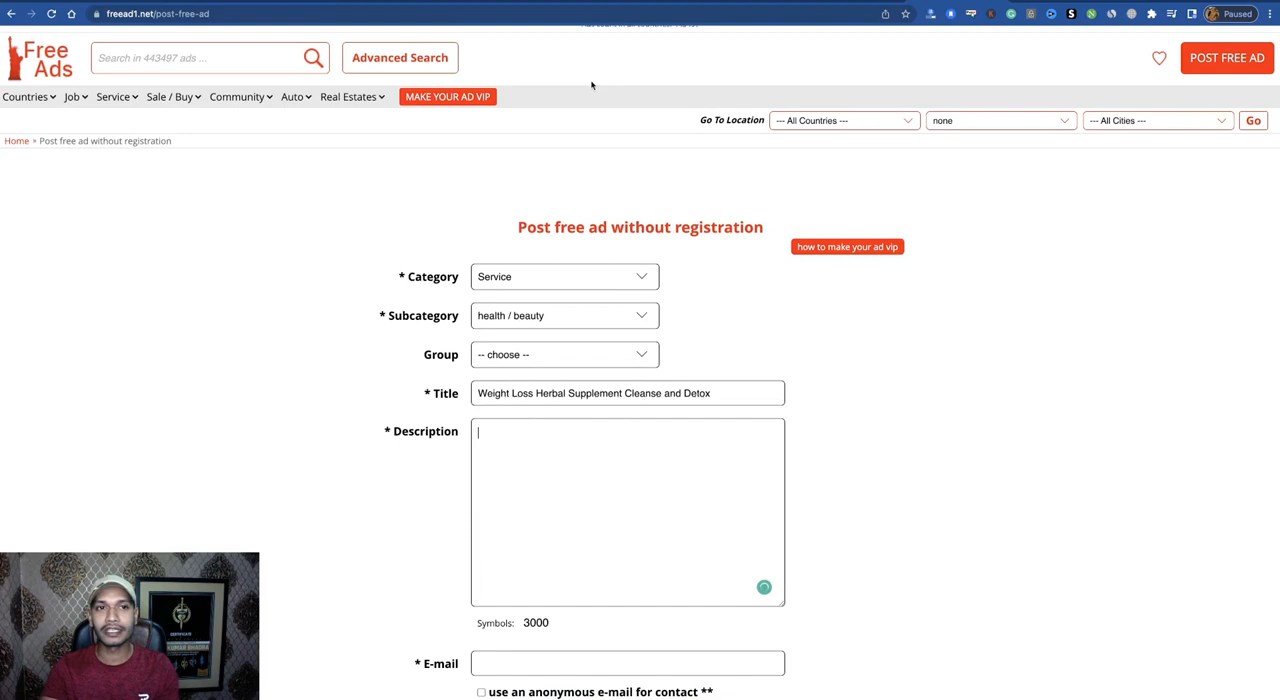 freead1.net/post-free-ad
Paused
Free
Ads
Search in 443497 ads ...
Advanced Search
POST FREE AD
Countries Job Service Sale / Buy Community Auto Real Estates MAKE YOUR AD VIP
Go To Location --- All Countries --- none --- All Cities --- Go
Home » Post free ad without registration
Post free ad without registration
how to make your ad vip
* Category Service
* Subcategory health / beauty
Group -- choose --
* Title Weight Loss Herbal Supplement Cleanse and Detox
* Description
Symbols: 3000
* E-mail
use an anonymous e-mail for contact **
CERTIFICATE
KUMAR BHADRA